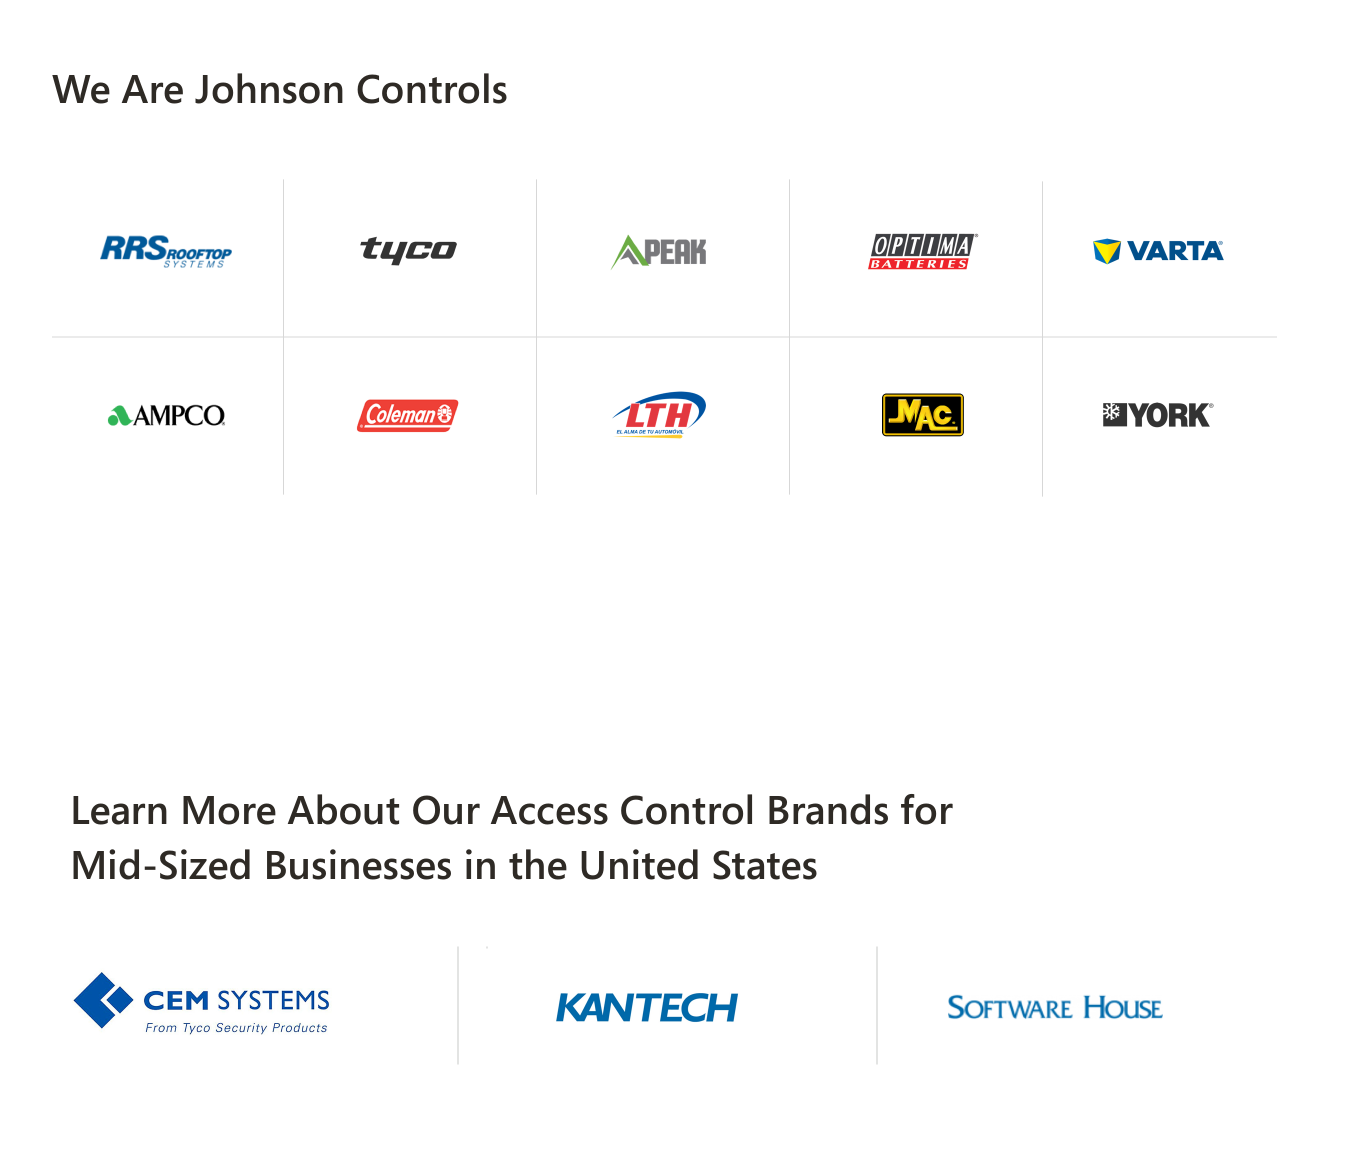 We Are Johnson Controls
RRS ROOFTOP
SYSTEMS
tyco
PEAK
OPTIMA®
BATTERIES
VARTA®
AMPCO®
Coleman®
LTH
EL ALMA DE TU AUTOMÓVIL
MAC
YORK®
Learn More About Our Access Control Brands for
Mid-Sized Businesses in the United States
CEM SYSTEMS
From Tyco Security Products
KANTECH
SOFTWARE HOUSE